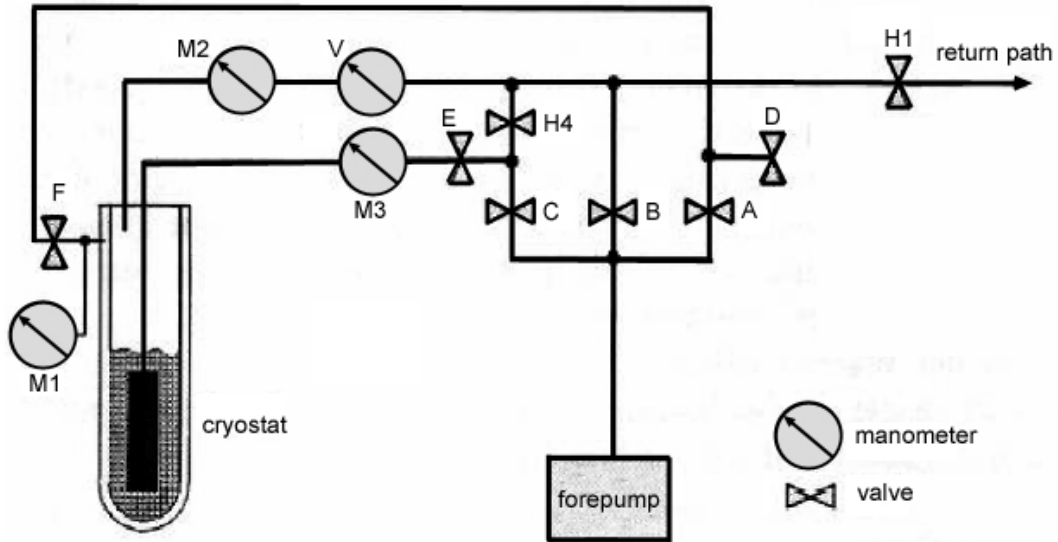 M2
V
H1
return path
E
H4
D
F
M3
C
B
A
M1
cryostat
manometer
forepump
valve